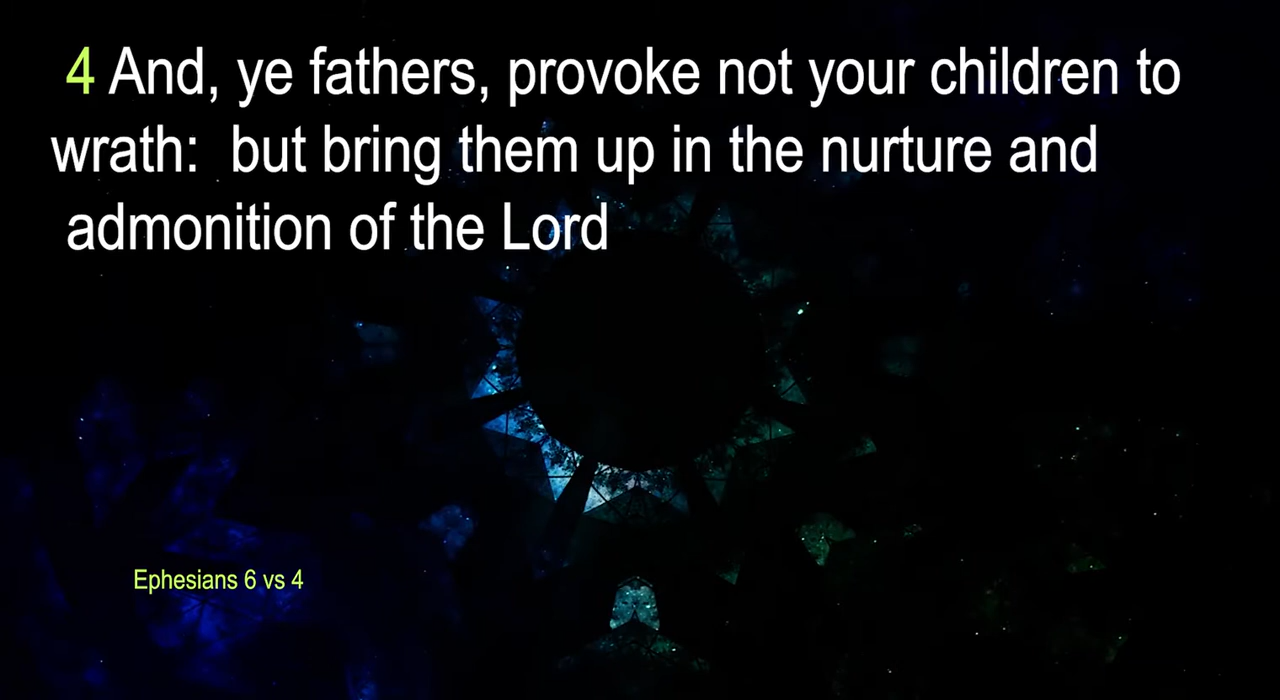 4 And, ye fathers, provoke not your children to
wrath: but bring them up in the nurture and
admonition of the Lord
Ephesians 6 vs 4